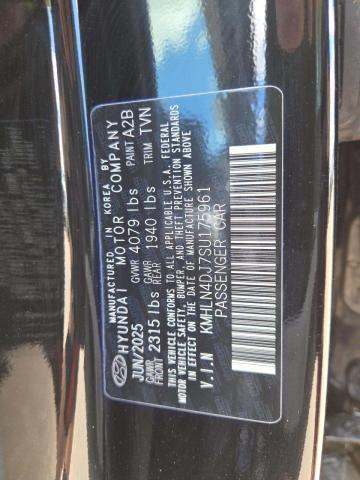 MANUFACTURED IN KOREA BY
HYUNDAI MOTOR COMPANY
JUN/2025 GVWR 4079 lbs PAINT A2B
GAWR FRONT 2315 lbs GAWR REAR 1940 lbs TRIM TVN
THIS VEHICLE CONFORMS TO ALL APPLICABLE U.S.A. FEDERAL
MOTOR VEHICLE SAFETY, BUMPER, AND THEFT PREVENTION STANDARDS
IN EFFECT ON THE DATE OF MANUFACTURE SHOWN ABOVE.
V.I.N KMHLN4DJ7SU175961
PASSENGER CAR